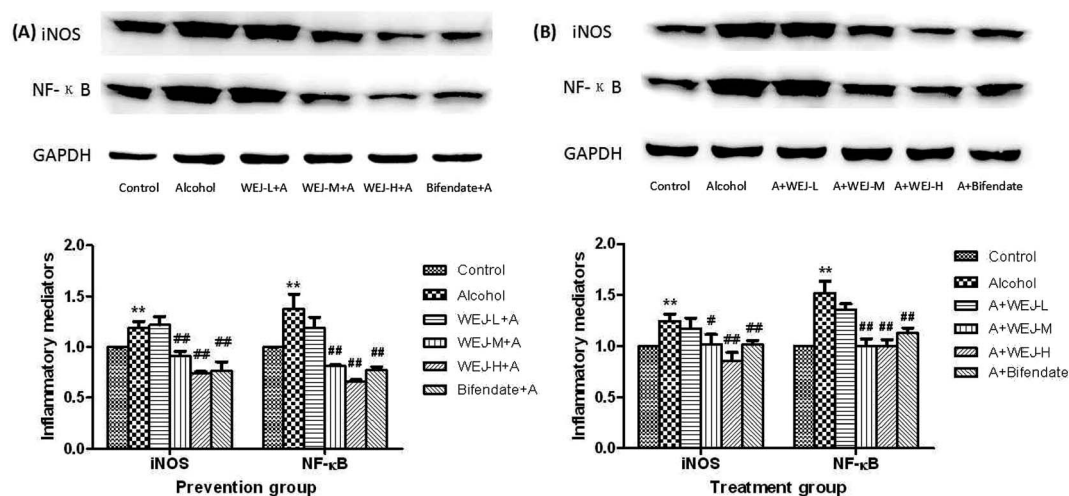 (A)
iNOS
NF-κB
GAPDH
Control Alcohol WEJ-L+A WEJ-M+A WEJ-H+A Bifendate+A
Inflammatory mediators
2.0
1.5
1.0
0.5
0.0
** ## ## ##
** ## ## ##
iNOS NF-κB
Prevention group
Control
Alcohol
WEJ-L+A
WEJ-M+A
WEJ-H+A
Bifendate+A
(B)
iNOS
NF-κB
GAPDH
Control Alcohol A+WEJ-L A+WEJ-M A+WEJ-H A+Bifendate
Inflammatory mediators
2.0
1.5
1.0
0.5
0.0
** # ## ##
** ## ## ##
iNOS NF-κB
Treatment group
Control
Alcohol
A+WEJ-L
A+WEJ-M
A+WEJ-H
A+Bifendate